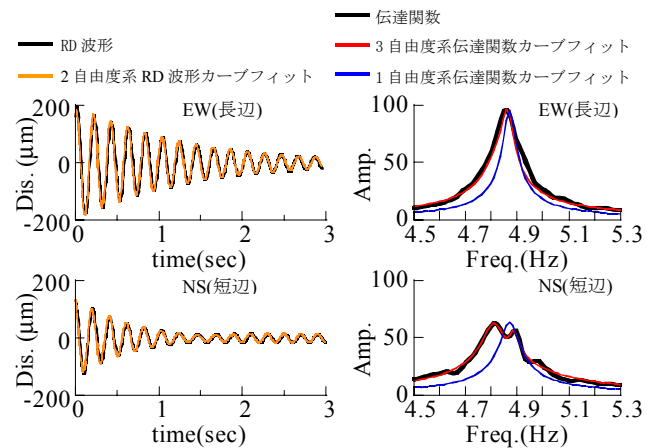 RD 波形
2 自由度系 RD 波形カーブフィット
伝達関数
3 自由度系伝達関数カーブフィット
1 自由度系伝達関数カーブフィット
EW(長辺)
Dis. (μm)
200
0
-200
0 1 2 3
time(sec)
EW(長辺)
Amp.
100
50
0
4.5 4.7 4.9 5.1 5.3
Freq.(Hz)
NS(短辺)
Dis. (μm)
200
0
-200
0 1 2 3
time(sec)
NS(短辺)
Amp.
100
50
0
4.5 4.7 4.9 5.1 5.3
Freq.(Hz)